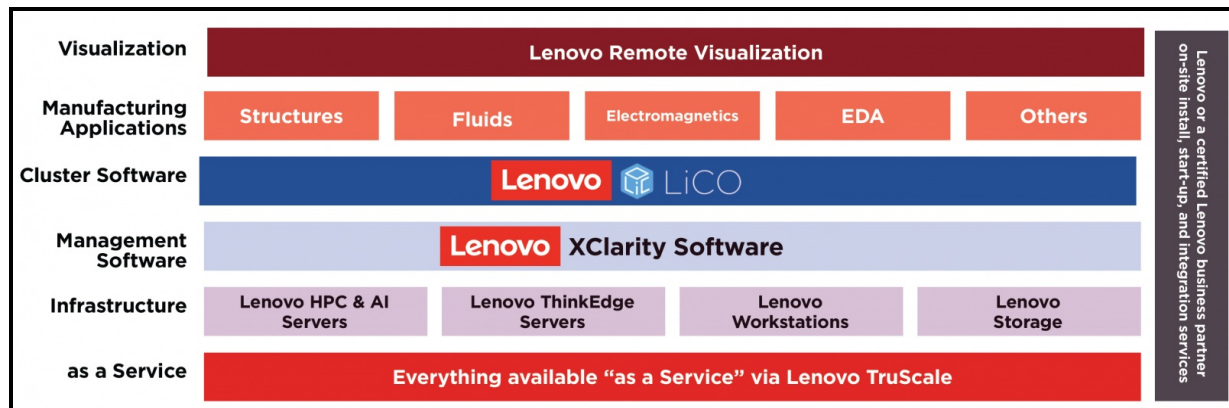 Visualization
Lenovo Remote Visualization
Manufacturing
Applications
Structures
Fluids
Electromagnetics
EDA
Others
Cluster Software
Lenovo LiCO
Management
Software
Lenovo XClarity Software
Infrastructure
Lenovo HPC & AI
Servers
Lenovo ThinkEdge
Servers
Lenovo
Workstations
Lenovo
Storage
as a Service
Everything available “as a Service” via Lenovo TruScale
Lenovo or a certified Lenovo business partner
on-site install, start-up, and integration services